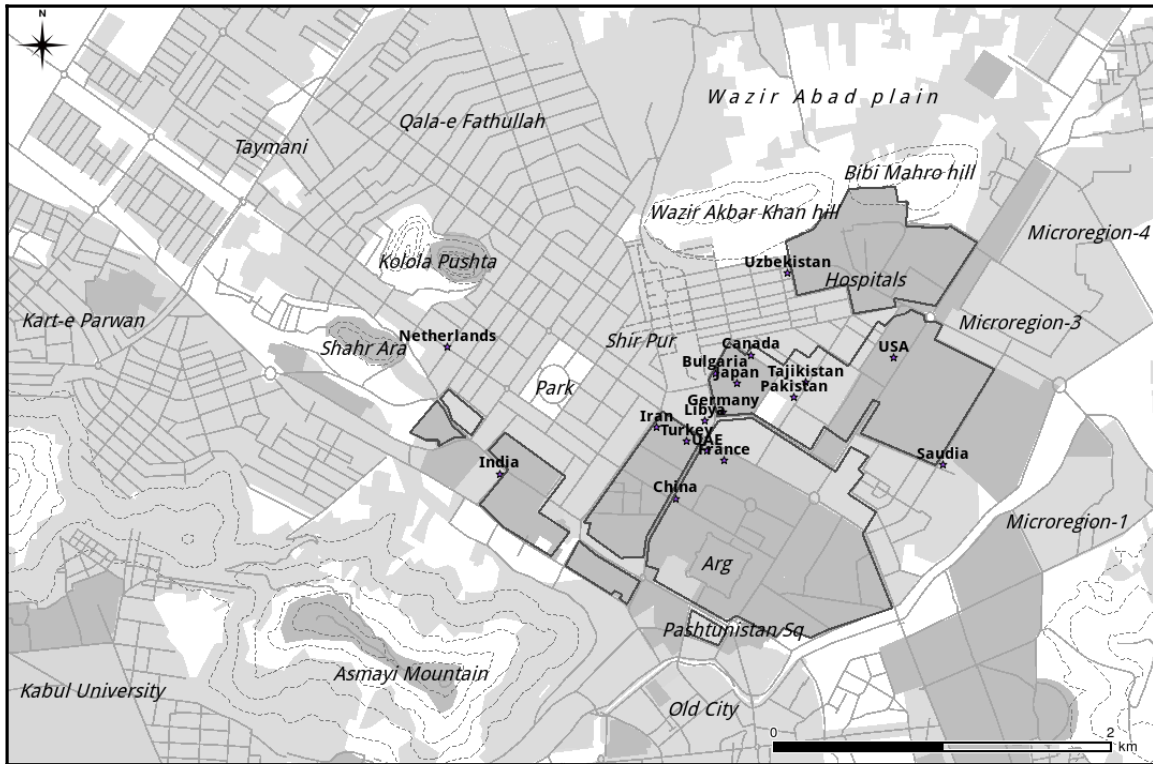 N
Wazir Abad plain
Qala-e Fathullah
Taymani
Bibi Mahro hill
Wazir Akbar Khan hill
Microregion-4
Kolola Pushta
Uzbekistan
Hospitals
Kart-e Parwan
Microregion-3
Netherlands
Shahr Ara
Shir Pur
Canada
USA
Bulgaria
Japan
Tajikistan
Park
Pakistan
Germany
Libya
Iran
Turkey
UAE
France
Saudia
India
China
Microregion-1
Arg
Pashtunistan Sq
Asmayi Mountain
Kabul University
Old City
0
2
km